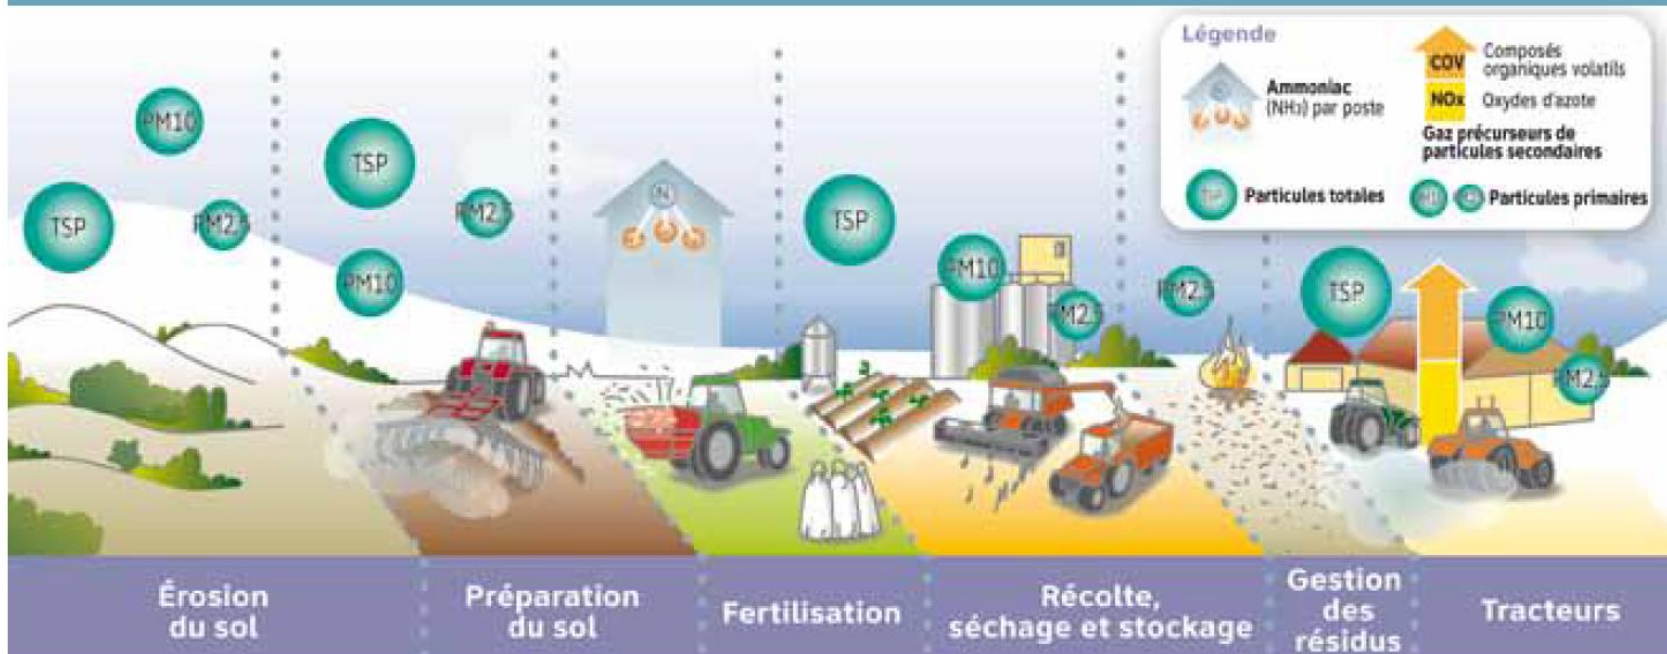 Légende
Ammoniac
(NH3) par poste
COV
Composés
organiques volatils
NOx
Oxydes d'azote
Gaz précurseurs de
particules secondaires
TSP
Particules totales
Particules primaires
PM10
TSP
PM2,5
TSP
PM2,5
PM10
N
TSP
PM10
PM2,5
PM2,5
TSP
PM10
PM2,5
Érosion
du sol
Préparation
du sol
Fertilisation
Récolte,
séchage et stockage
Gestion
des
résidus
Tracteurs